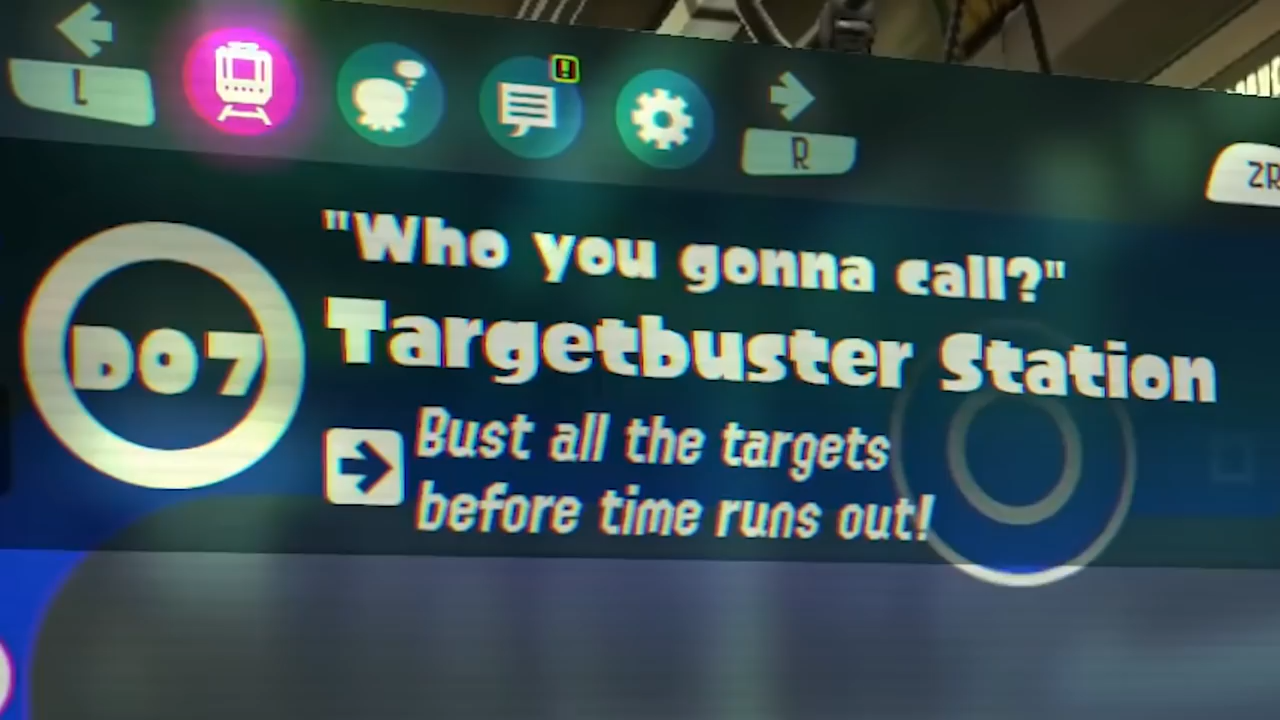 L
R
ZR
D07
"Who you gonna call?"
Targetbuster Station
Bust all the targets
before time runs out!